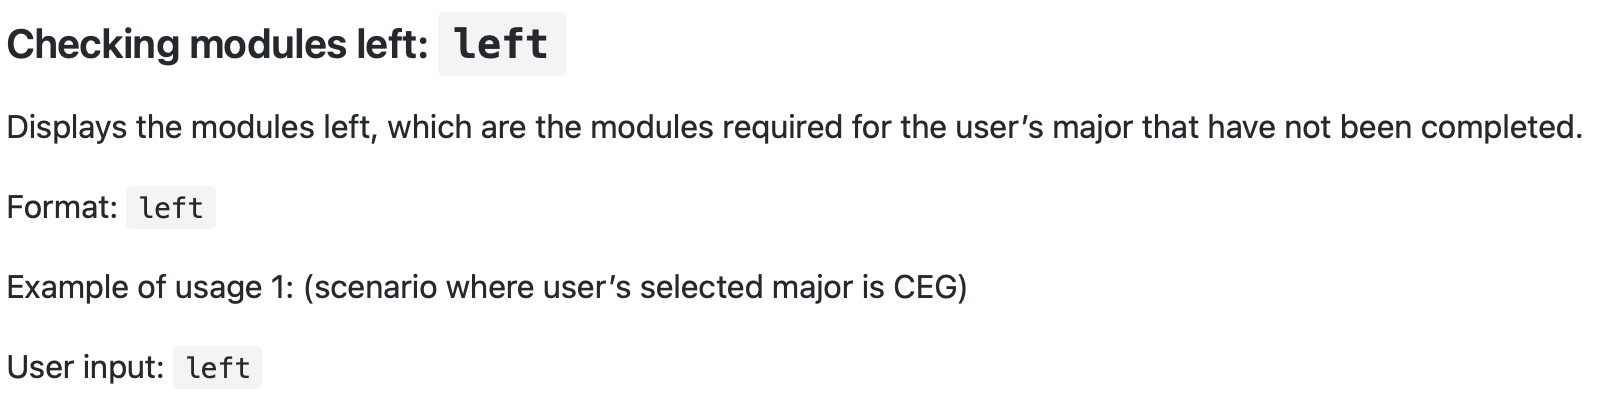 Checking modules left: left
Displays the modules left, which are the modules required for the user’s major that have not been completed.
Format: left
Example of usage 1: (scenario where user’s selected major is CEG)
User input: left